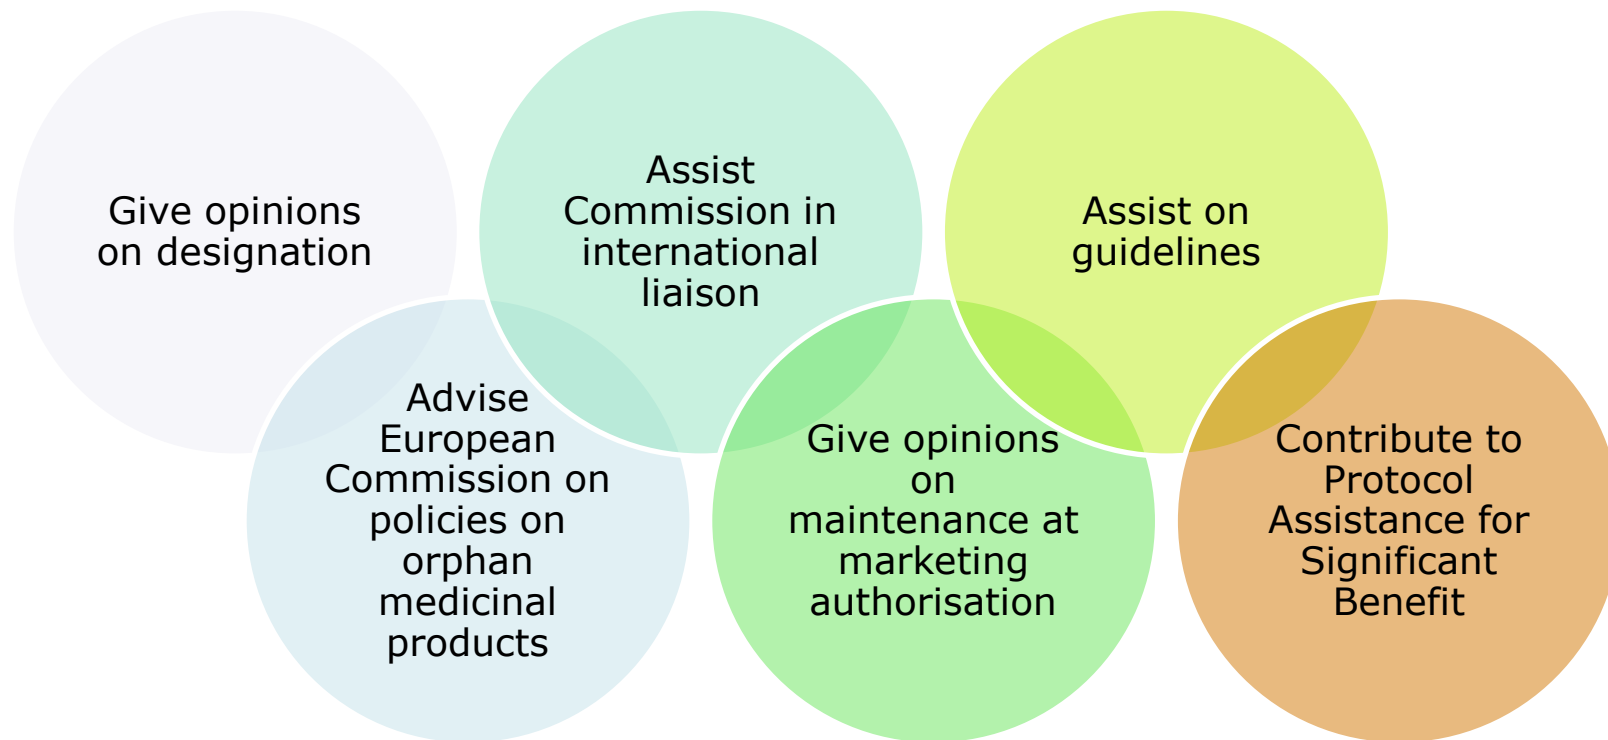 Give opinions
on designation
Advise
European
Commission on
policies on
orphan
medicinal
products
Assist
Commission in
international
liaison
Give opinions
on
maintenance at
marketing
authorisation
Assist on
guidelines
Contribute to
Protocol
Assistance for
Significant
Benefit